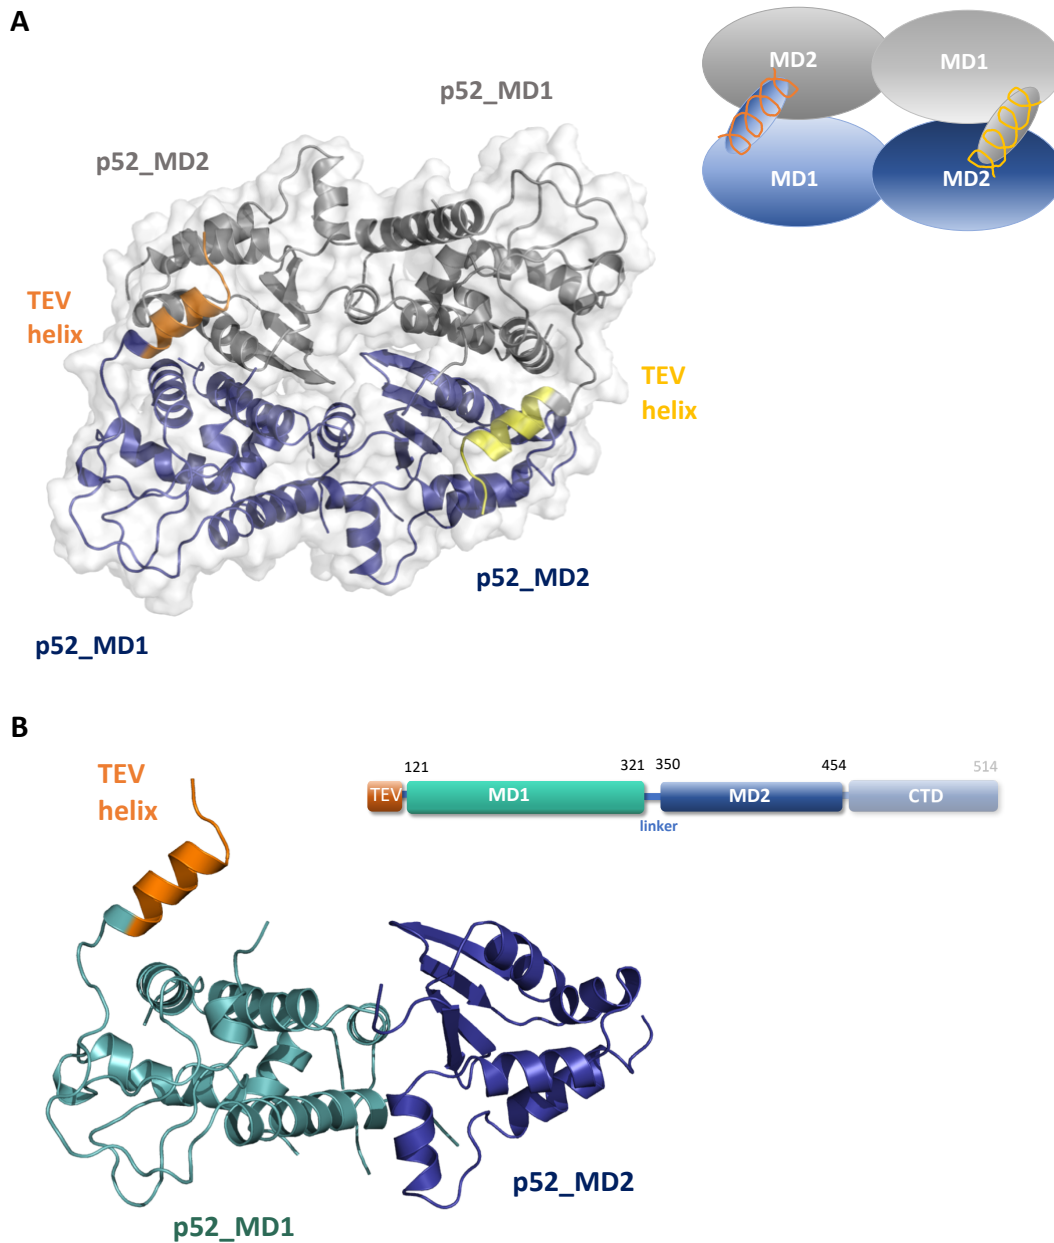 A
p52_MD1
p52_MD2
MD2
MD1
MD1
MD2
TEV
helix
TEV
helix
p52_MD2
p52_MD1
B
TEV
helix
121
321
350
454
514
TEV
MD1
MD2
CTD
linker
p52_MD2
p52_MD1